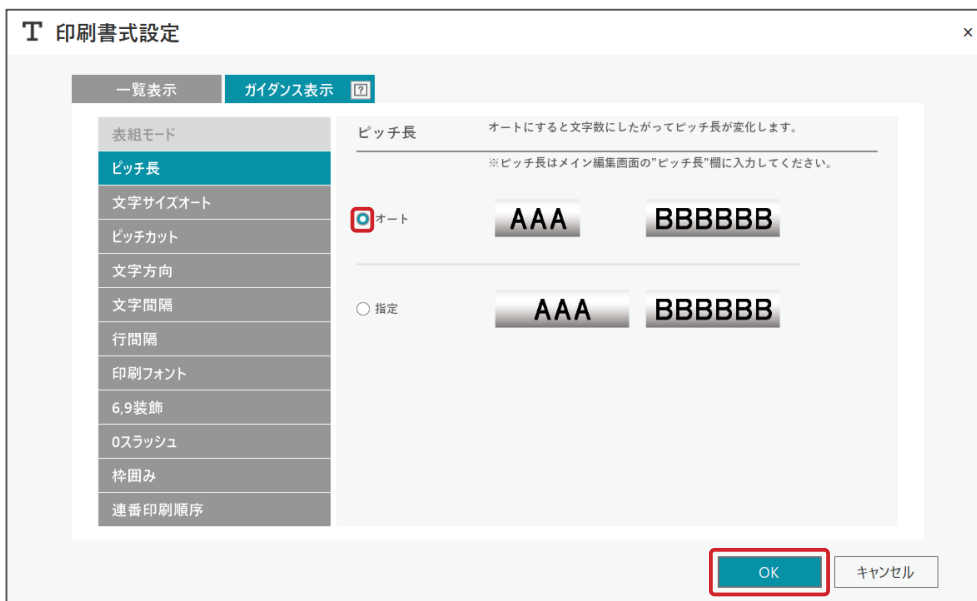 T 印刷書式設定 ×
一覧表示 ガイダンス表示 ?
表組モード
ピッチ長
文字サイズオート
ピッチカット
文字方向
文字間隔
行間隔
印刷フォント
6,9装飾
0スラッシュ
枠囲み
連番印刷順序
ピッチ長 オートにすると文字数にしたがってピッチ長が変化します。
※ピッチ長はメイン編集画面の"ピッチ長"欄に入力してください。
オート AAA BBBBBB
指定 AAA BBBBBB
OK キャンセル